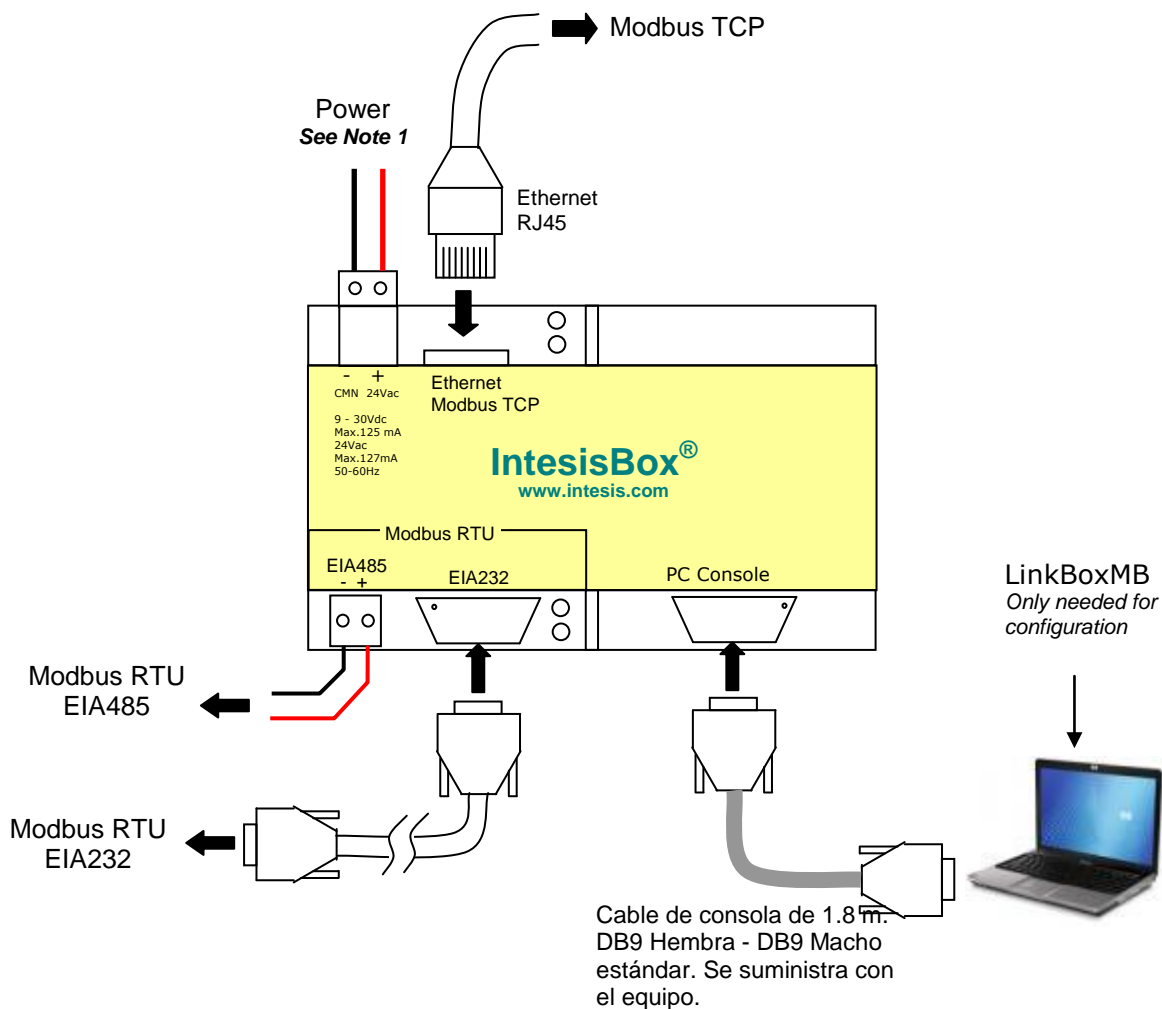 Modbus TCP
Power
See Note 1
Ethernet
RJ45
- +
CMN 24Vac
9 - 30Vdc
Max.125 mA
24Vac
Max.127mA
50-60Hz
Ethernet
Modbus TCP
IntesisBox®
www.intesis.com
Modbus RTU
EIA485
- +
EIA232
PC Console
LinkBoxMB
Only needed for
configuration
Modbus RTU
EIA485
Modbus RTU
EIA232
Cable de consola de 1.8 m.
DB9 Hembra - DB9 Macho
estándar. Se suministra con
el equipo.